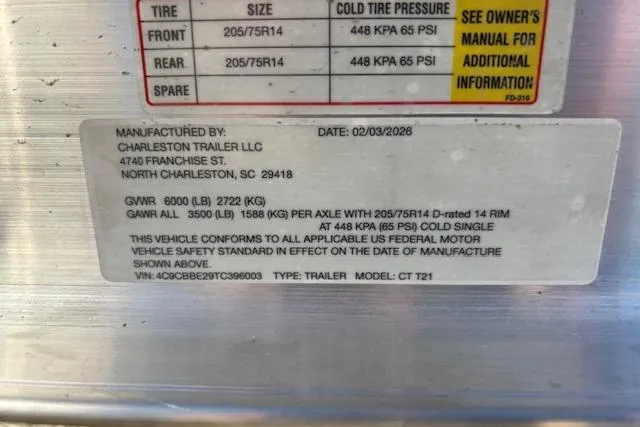 TIRE SIZE COLD TIRE PRESSURE
FRONT 205/75R14 448 KPA 65 PSI
REAR 205/75R14 448 KPA 65 PSI
SPARE
SEE OWNER'S
MANUAL FOR
ADDITIONAL
INFORMATION
FD-316
MANUFACTURED BY: DATE: 02/03/2026
CHARLESTON TRAILER LLC
4740 FRANCHISE ST.
NORTH CHARLESTON, SC 29418
GVWR 6000 (LB) 2722 (KG)
GAWR ALL 3500 (LB) 1588 (KG) PER AXLE WITH 205/75R14 D-rated 14 RIM
AT 448 KPA (65 PSI) COLD SINGLE
THIS VEHICLE CONFORMS TO ALL APPLICABLE US FEDERAL MOTOR
VEHICLE SAFETY STANDARD IN EFFECT ON THE DATE OF MANUFACTURE
SHOWN ABOVE.
VIN: 4C9CBBE29TC396003 TYPE: TRAILER MODEL: CT T21